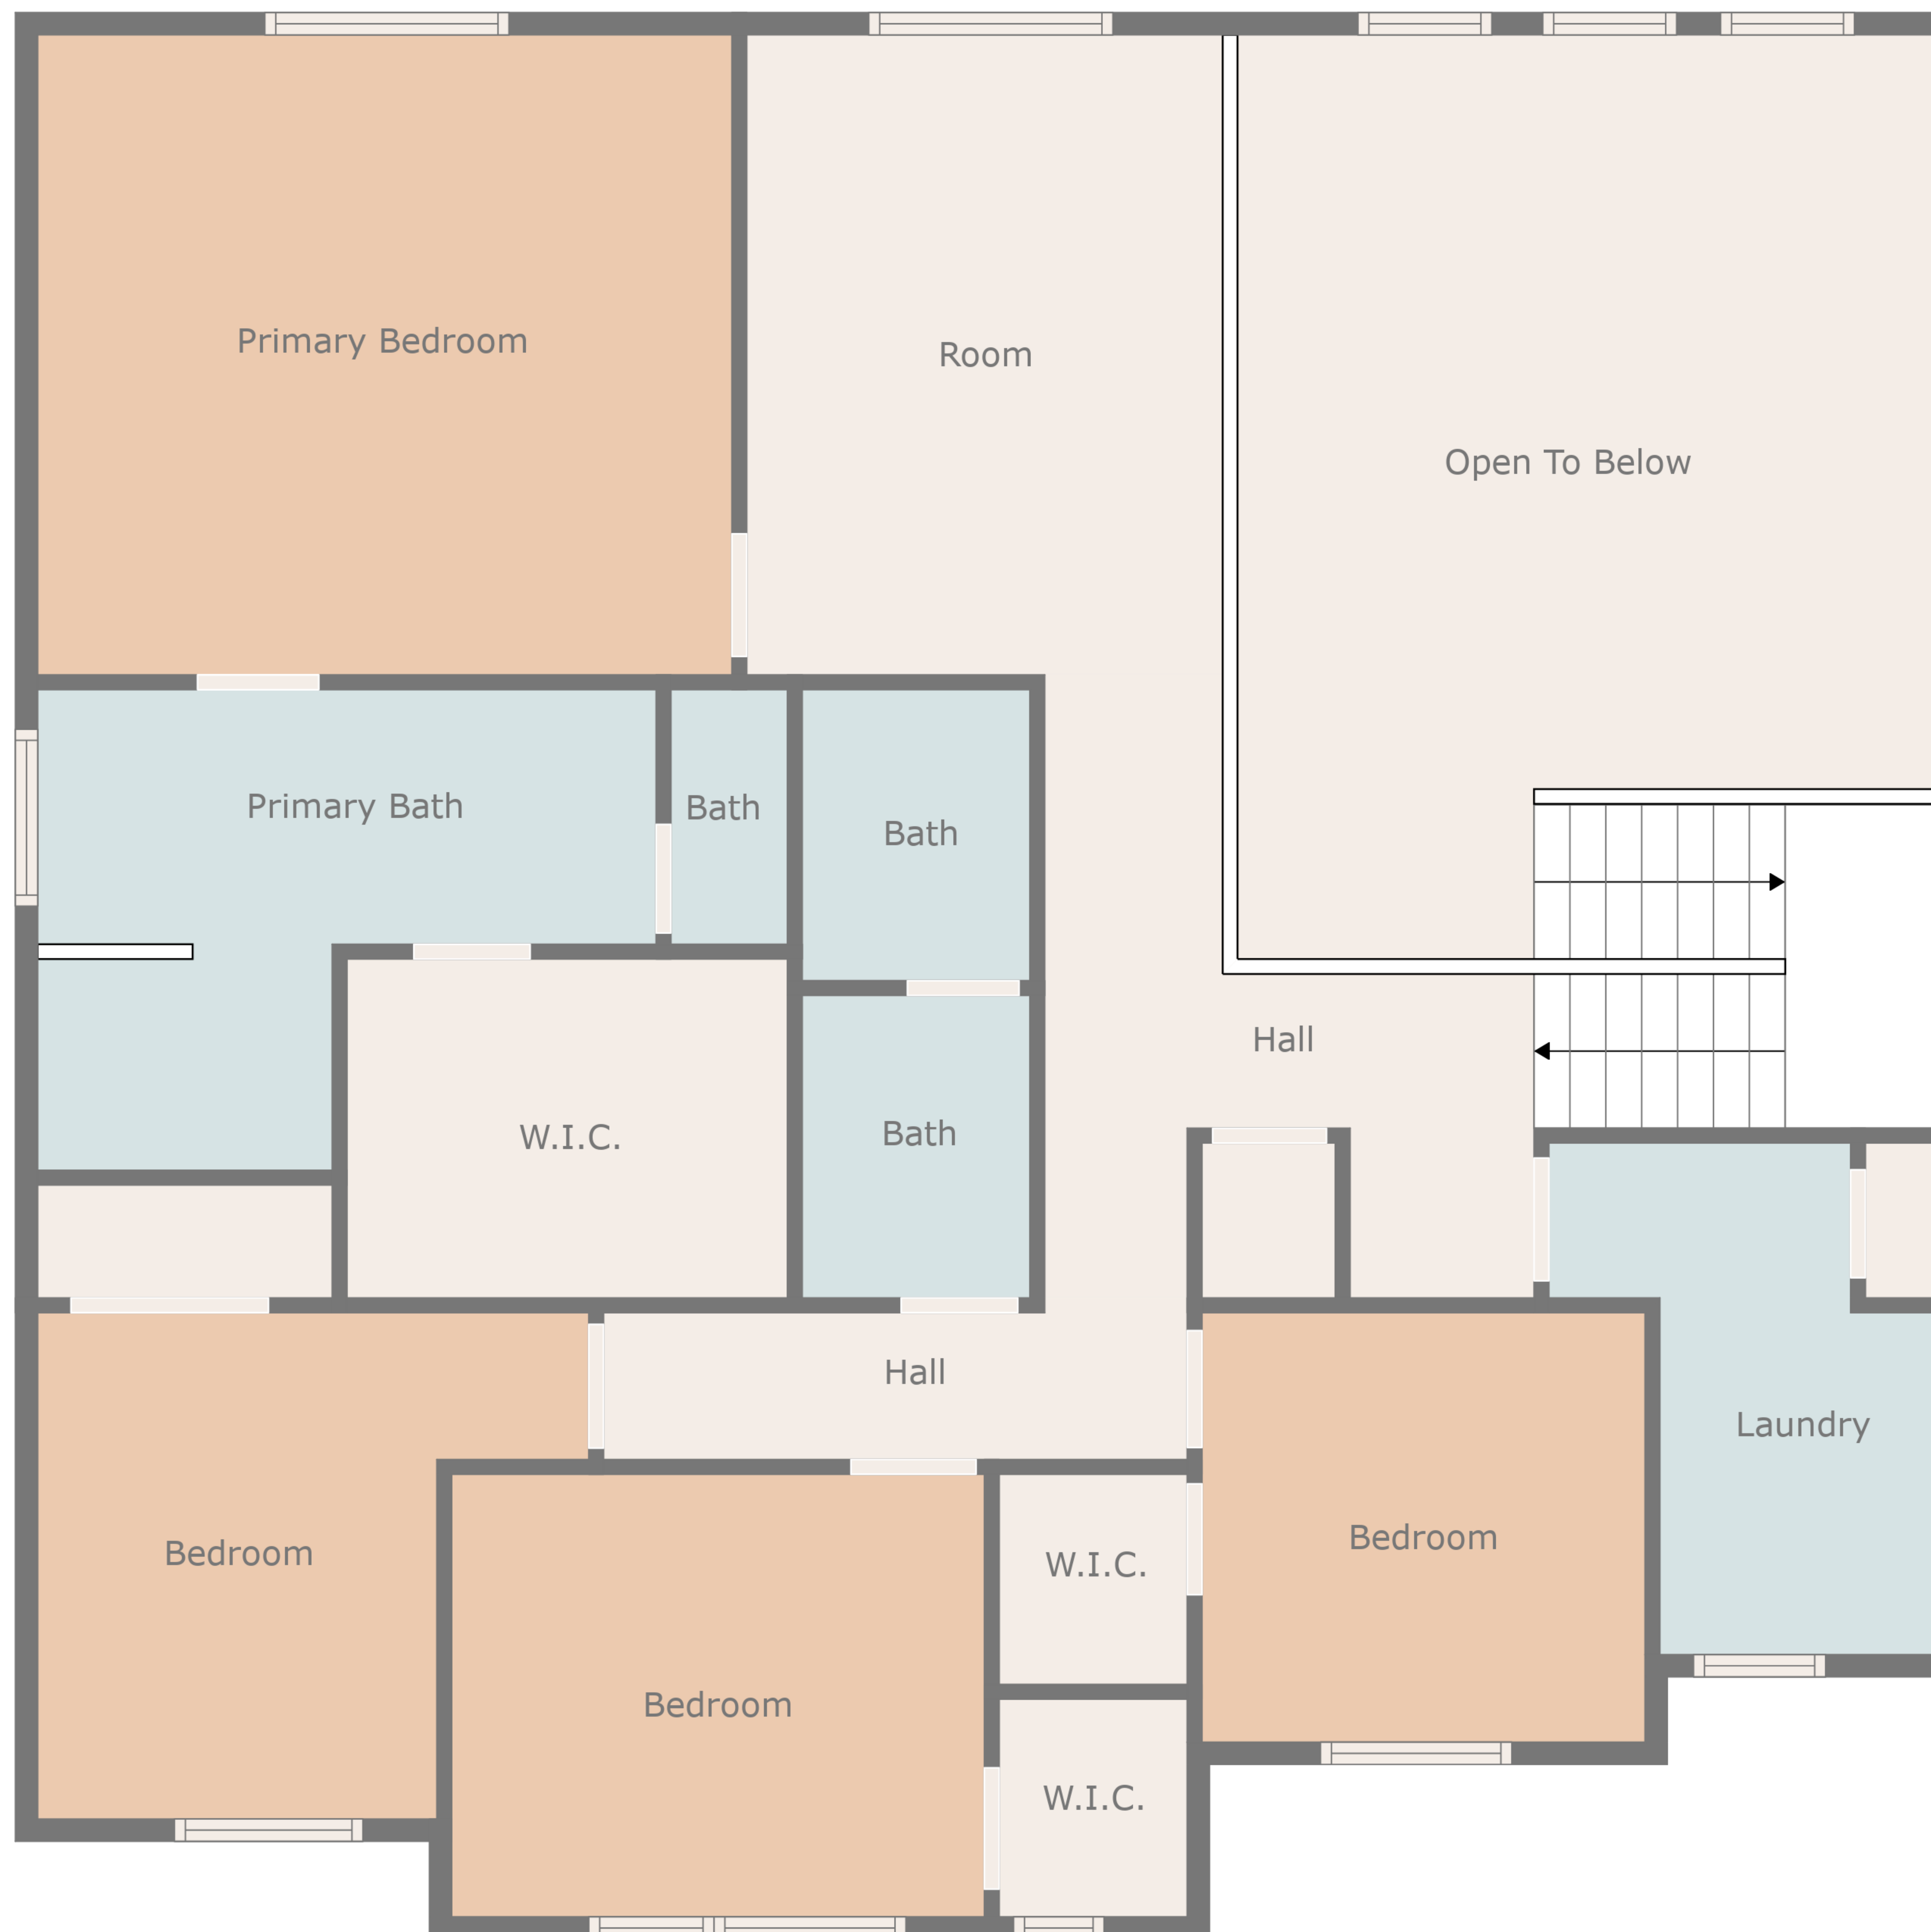 Primary Bedroom
Room
Open To Below
Primary Bath
Bath
Bath
Hall
W.I.C.
Bath
Hall
Laundry
Bedroom
W.I.C.
Bedroom
Bedroom
W.I.C.